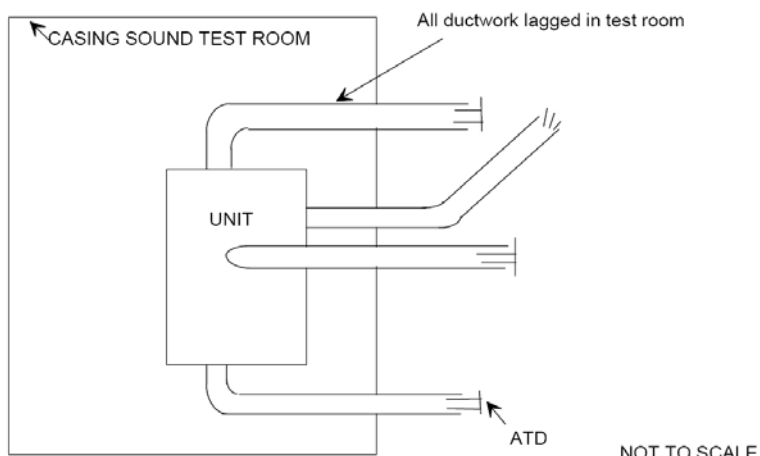 All ductwork lagged in test room
CASING SOUND TEST ROOM
UNIT
ATD
NOT TO SCALE